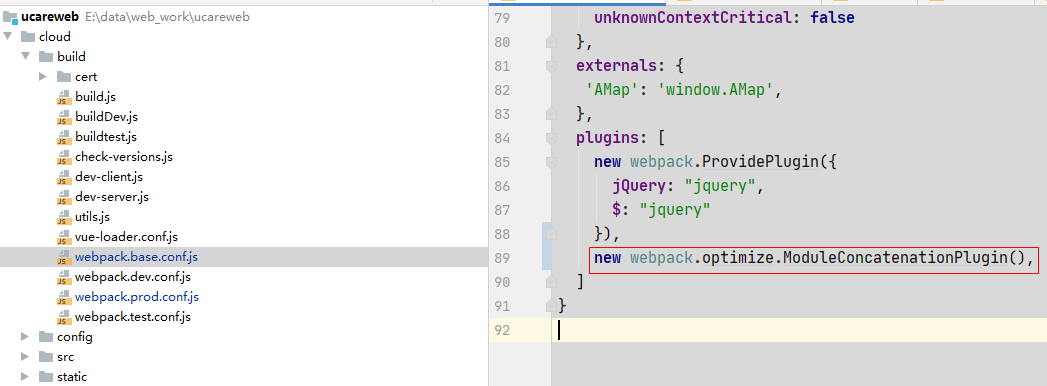 ucareweb E:\data\web_work\ucareweb
cloud
build
cert
build.js
buildDev.js
buildtest.js
check-versions.js
dev-client.js
dev-server.js
utils.js
vue-loader.conf.js
webpack.base.conf.js
webpack.dev.conf.js
webpack.prod.conf.js
webpack.test.conf.js
config
src
static
79 unknownContextCritical: false
80 },
81 externals: {
82 'AMap': 'window.AMap',
83 },
84 plugins: [
85 new webpack.ProvidePlugin({
86 jQuery: "jquery",
87 $: "jquery"
88 }),
89 new webpack.optimize.ModuleConcatenationPlugin(),
90 ]
91 }
92